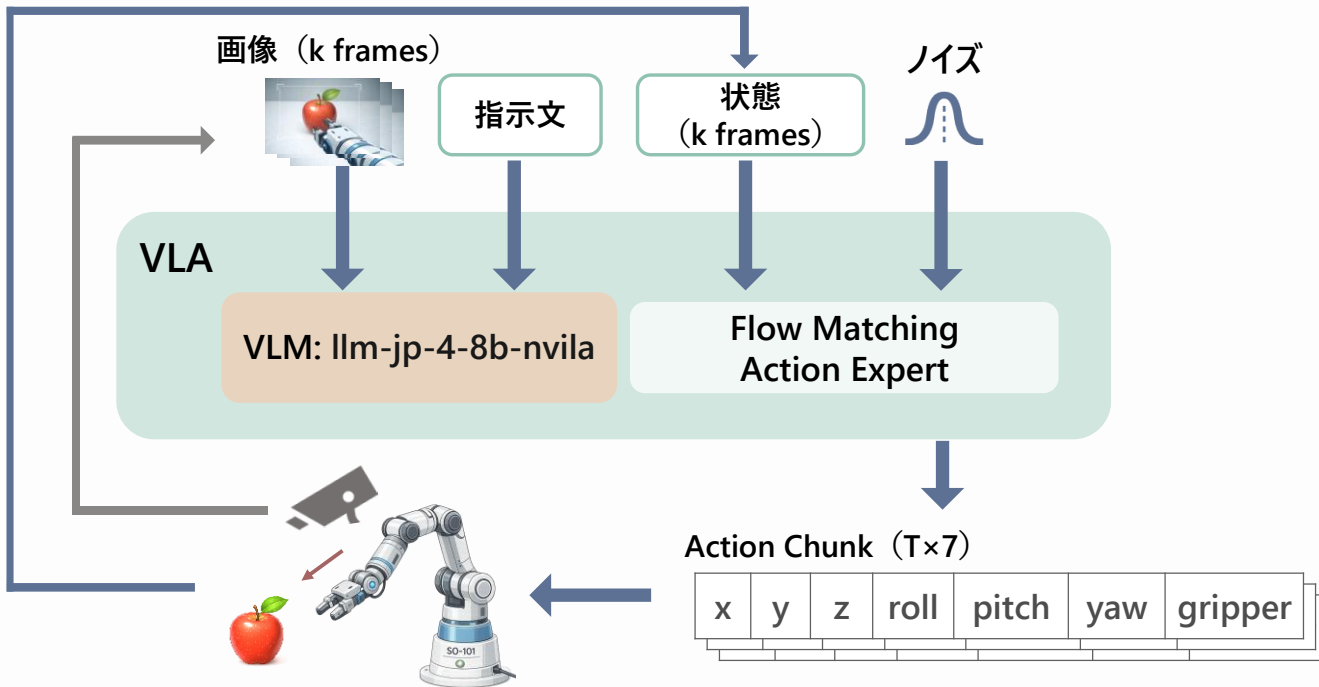 画像（k frames）
指示文
状態
（k frames）
ノイズ
VLA
VLM: llm-jp-4-8b-nvila
Flow Matching
Action Expert
Action Chunk（T×7）
x y z roll pitch yaw gripper
SO-101